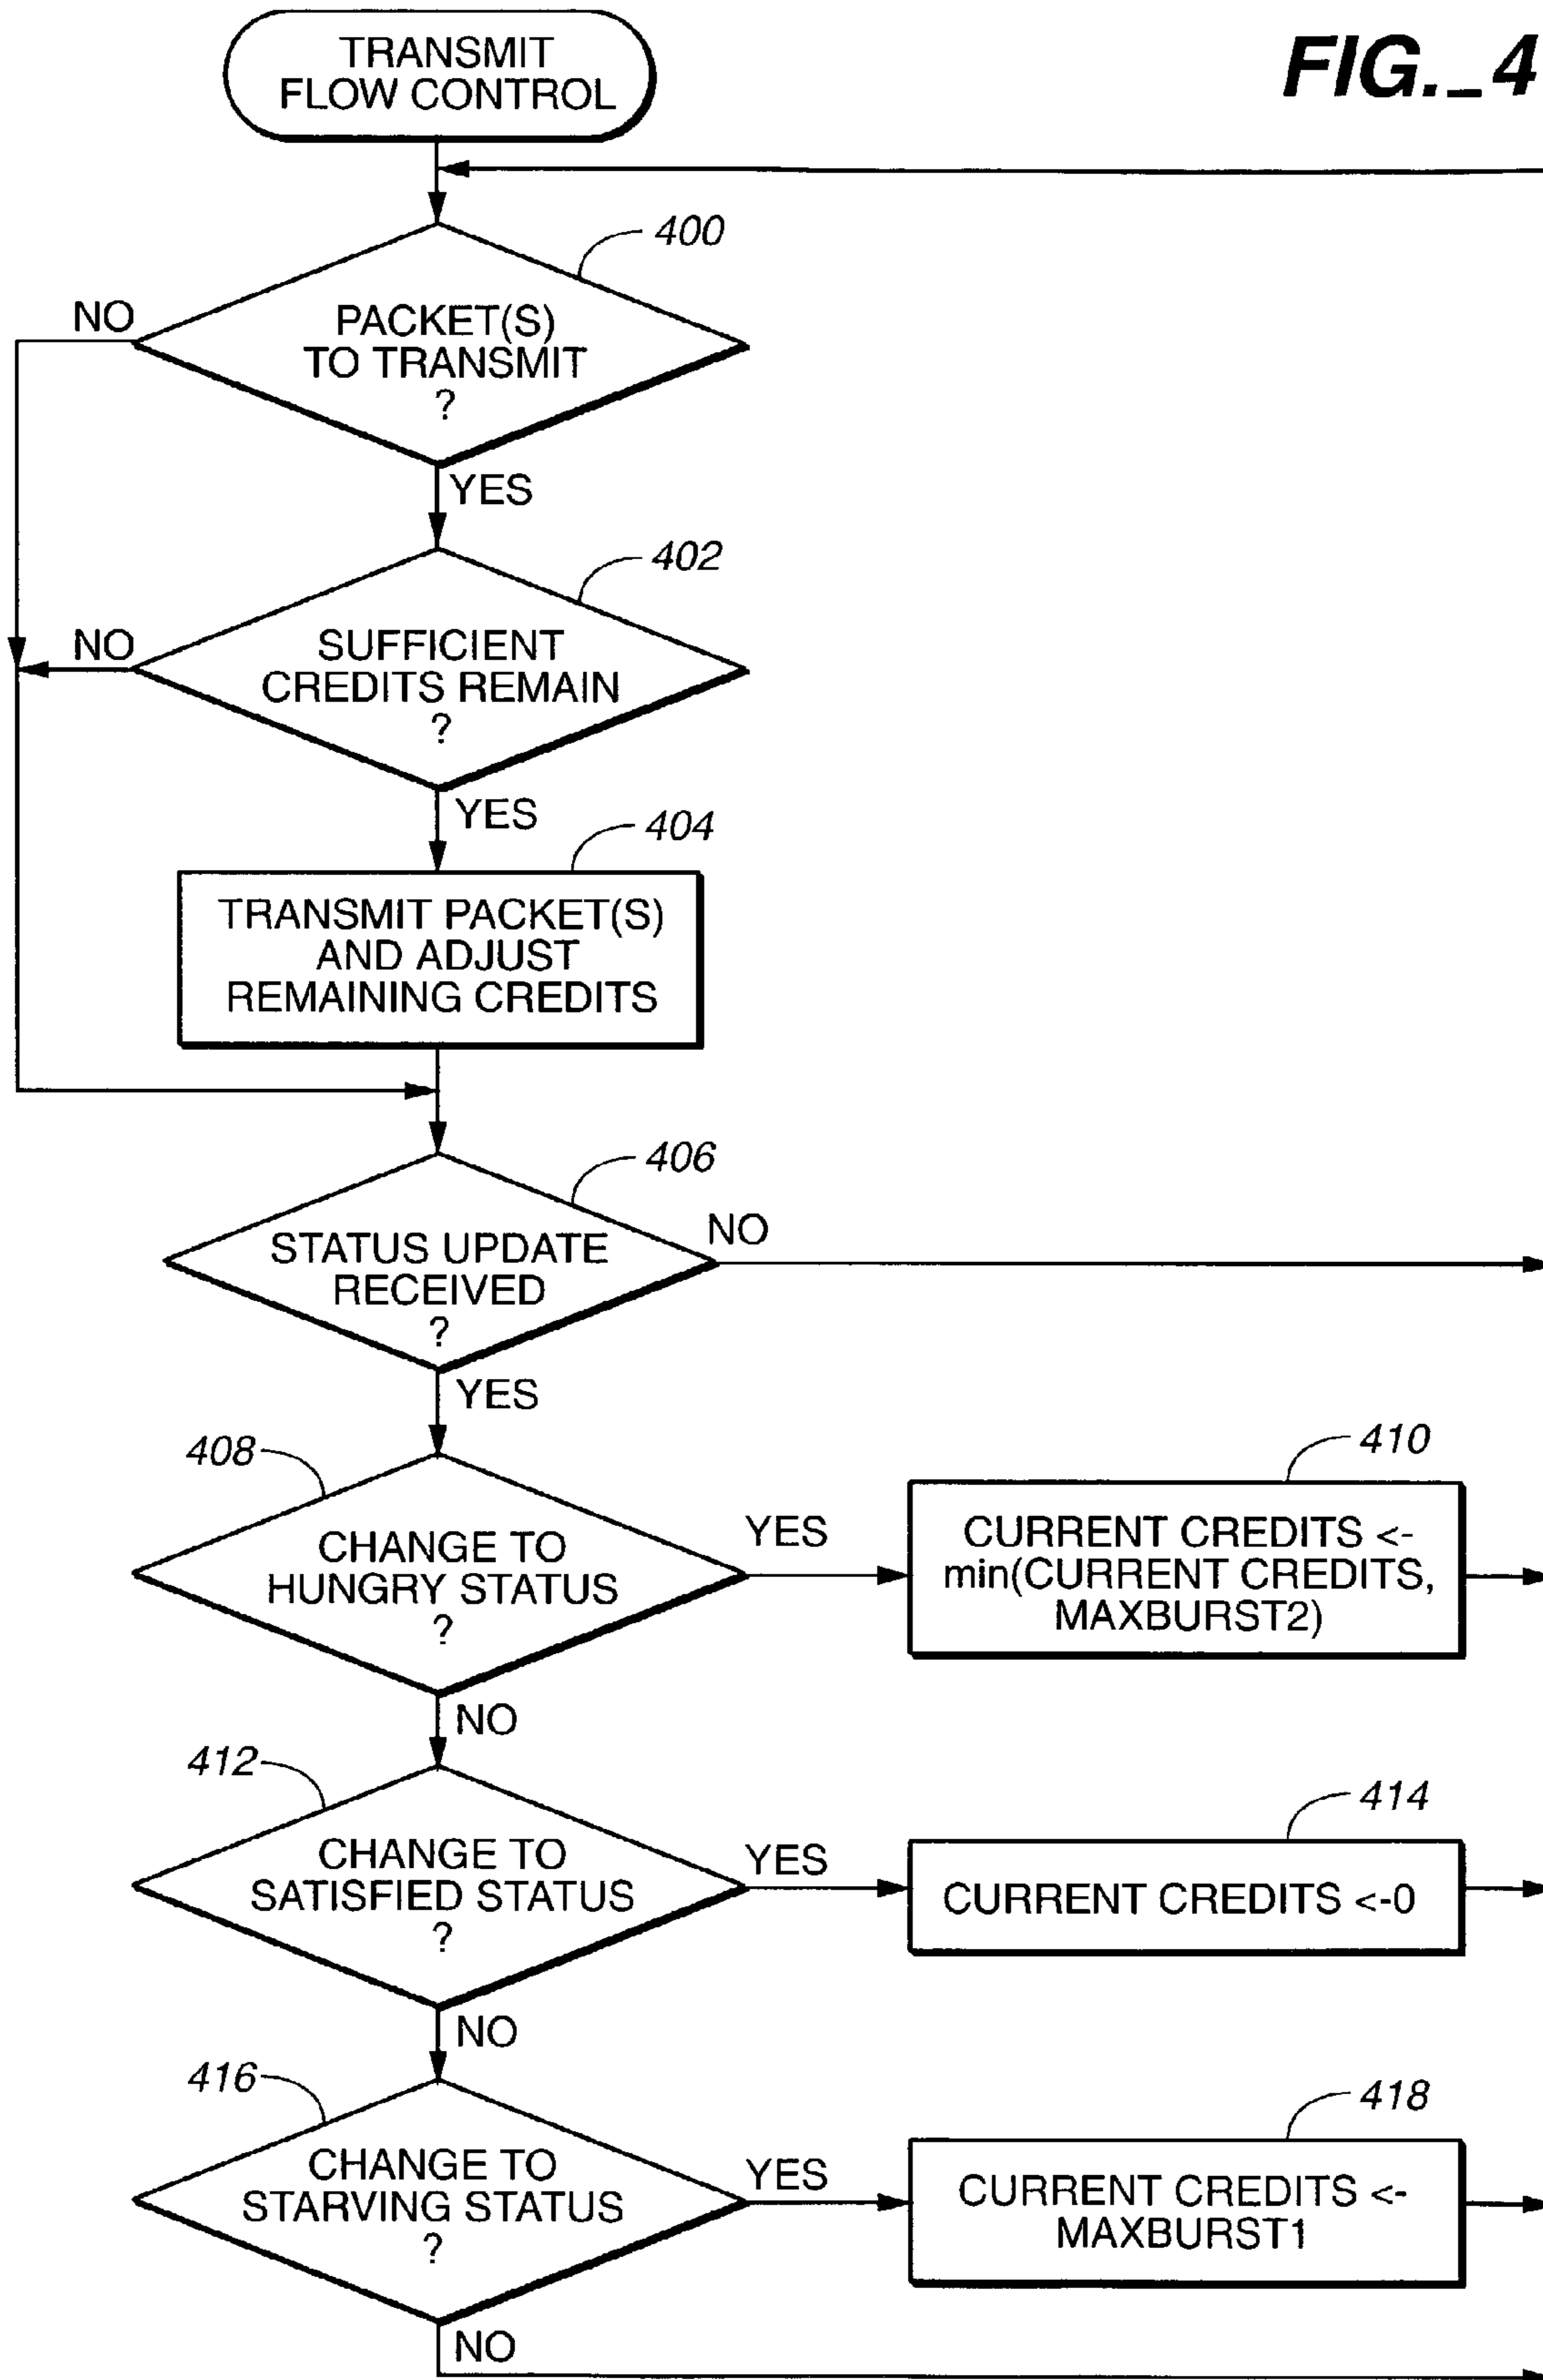 TRANSMIT
FLOW CONTROL
FIG._4
400
NO
PACKET(S)
TO TRANSMIT
?
YES
402
NO
SUFFICIENT
CREDITS REMAIN
?
YES
404
TRANSMIT PACKET(S)
AND ADJUST
REMAINING CREDITS
406
NO
STATUS UPDATE
RECEIVED
?
YES
408
CHANGE TO
HUNGRY STATUS
?
YES
410
CURRENT CREDITS <-
min(CURRENT CREDITS,
MAXBURST2)
NO
412
CHANGE TO
SATISFIED STATUS
?
YES
414
CURRENT CREDITS <-0
NO
416
CHANGE TO
STARVING STATUS
?
YES
418
CURRENT CREDITS <-
MAXBURST1
NO